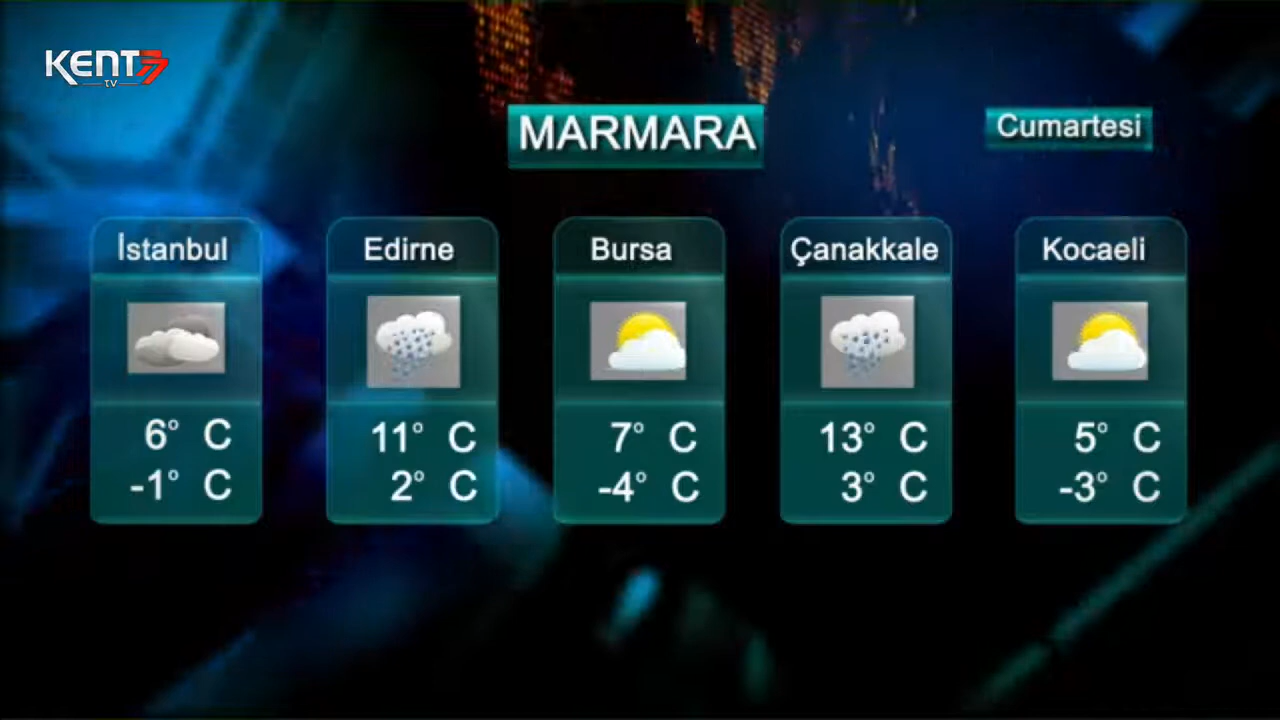 KENT 77
TV
MARMARA
Cumartesi
İstanbul
6° C
-1° C
Edirne
11° C
2° C
Bursa
7° C
-4° C
Çanakkale
13° C
3° C
Kocaeli
5° C
-3° C